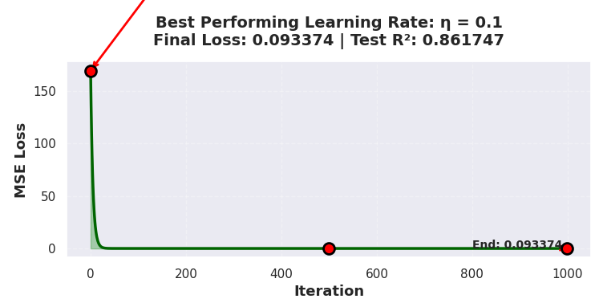 Best Performing Learning Rate: η = 0.1
Final Loss: 0.093374 | Test R²: 0.861747
MSE Loss
150
100
50
0
End: 0.093374
0 200 400 600 800 1000
Iteration